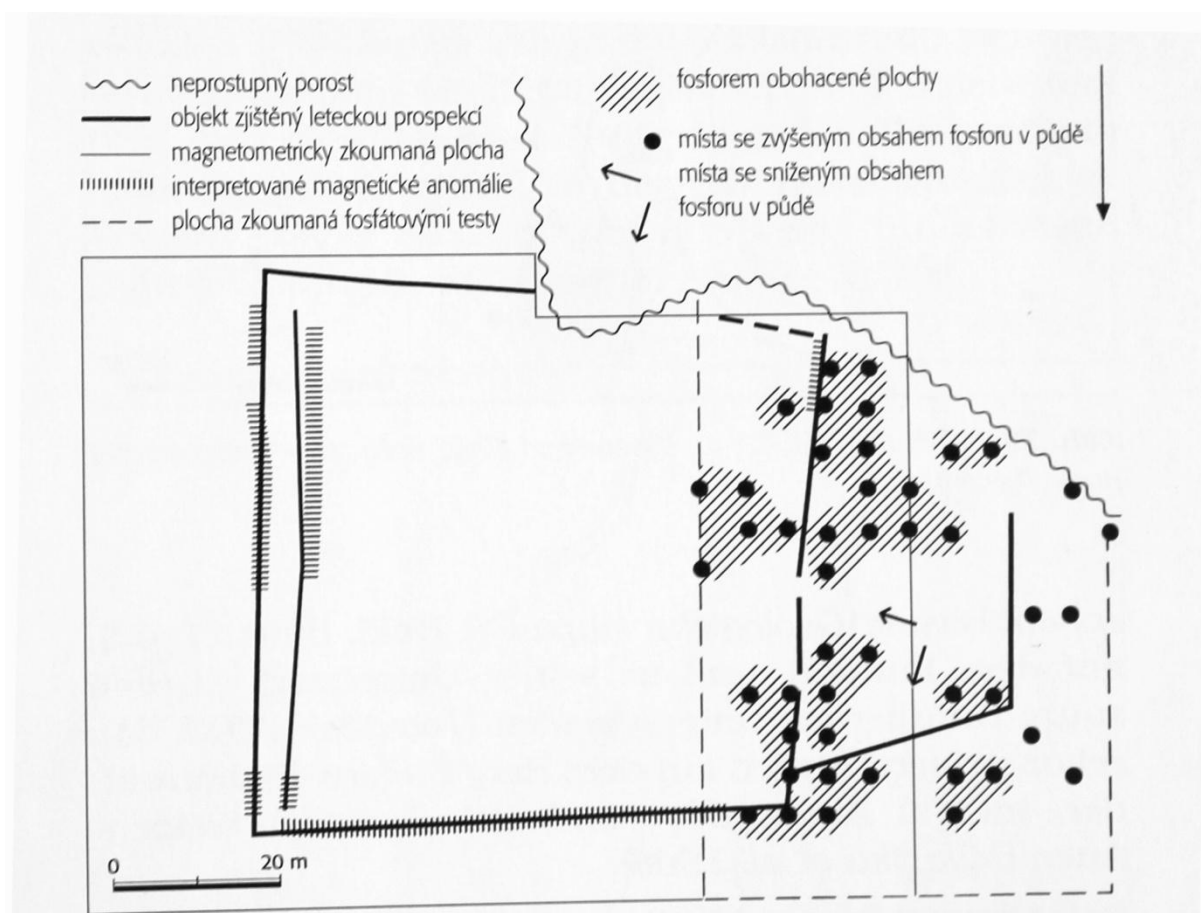 neprostupný porost
objekt zjištěný leteckou prospekcí
magnetometricky zkoumaná plocha
interpretované magnetické anomálie
plocha zkoumaná fosfátovými testy
fosforem obohacené plochy
místa se zvýšeným obsahem fosforu v půdě
místa se sníženým obsahem
fosforu v půdě
0 20 m